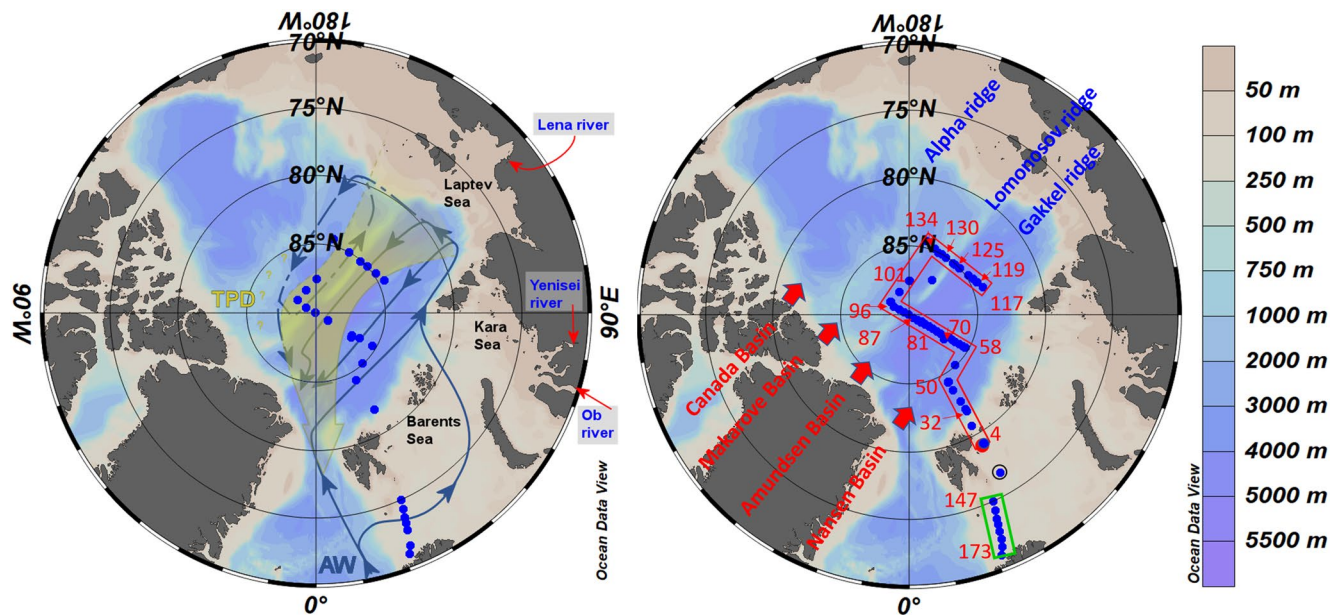 180°W
70°N
75°N
80°N
85°N
Lena river
Laptev
Sea
Yenisei
river
90°W
TPD
?
?
?
Kara
Sea
Barents
Sea
Ob
river
AW
Ocean Data View
0°
180°W
70°N
75°N
80°N
85°N
Alpha ridge
Lomonosov ridge
Gakkel ridge
134
130
125
119
117
101
96
87
81
70
58
50
32
4
147
173
90°E
Canada Basin
Makarove Basin
Amundsen Basin
Nansen Basin
0°
Ocean Data View
50 m
100 m
250 m
500 m
750 m
1000 m
2000 m
3000 m
4000 m
5000 m
5500 m